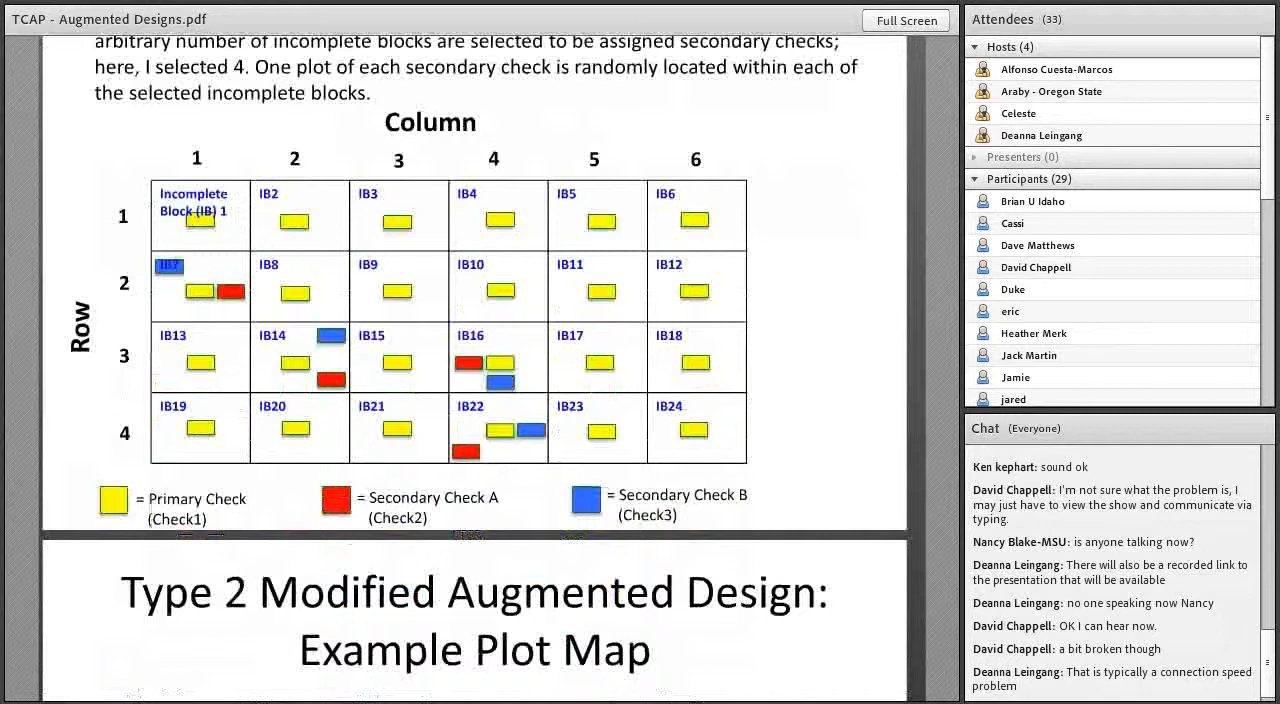 TCAP - Augmented Designs.pdf
Full Screen
arbitrary number of incomplete blocks are selected to be assigned secondary checks;
here, I selected 4. One plot of each secondary check is randomly located within each of
the selected incomplete blocks.
Column
1 2 3 4 5 6
Row
1
Incomplete
Block (IB) 1
IB2 IB3 IB4 IB5 IB6
2
IB7 IB8 IB9 IB10 IB11 IB12
3
IB13 IB14 IB15 IB16 IB17 IB18
4
IB19 IB20 IB21 IB22 IB23 IB24
= Primary Check
(Check1)
= Secondary Check A
(Check2)
= Secondary Check B
(Check3)
Type 2 Modified Augmented Design:
Example Plot Map
Attendees (33)
Hosts (4)
Alfonso Cuesta-Marcos
Araby - Oregon State
Celeste
Deanna Leingang
Presenters (0)
Participants (29)
Brian U Idaho
Cassi
Dave Matthews
David Chappell
Duke
eric
Heather Merk
Jack Martin
Jamie
jared
Chat (Everyone)
Ken kephart: sound ok
David Chappell: I'm not sure what the problem is, I
may just have to view the show and communicate via
typing.
Nancy Blake-MSU: is anyone talking now?
Deanna Leingang: There will also be a recorded link to
the presentation that will be available
Deanna Leingang: no one speaking now Nancy
David Chappell: OK I can hear now.
David Chappell: a bit broken though
Deanna Leingang: That is typically a connection speed
problem